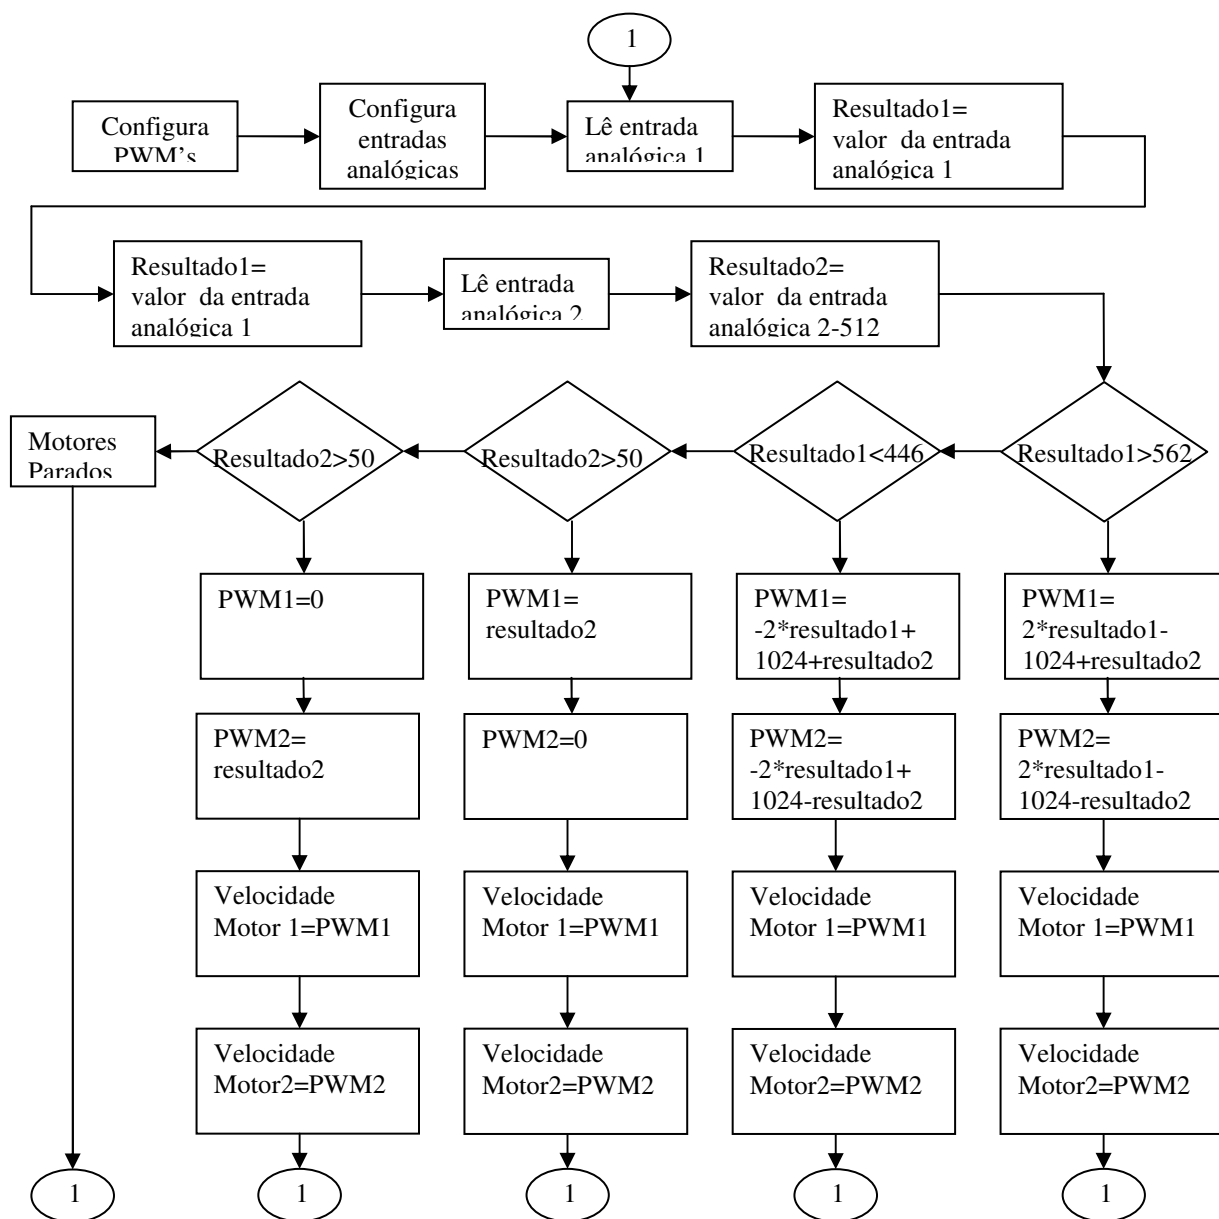 1
Configura
PWM's
Configura
entradas
analógicas
Lê entrada
analógica 1
Resultado1=
valor da entrada
analógica 1
Resultado1=
valor da entrada
analógica 1
Lê entrada
analógica 2
Resultado2=
valor da entrada
analógica 2-512
Motores
Parados
Resultado2>50
Resultado2>50
Resultado1<446
Resultado1>562
PWM1=0
PWM1=
resultado2
PWM1=
-2*resultado1+
1024+resultado2
PWM1=
2*resultado1-
1024+resultado2
PWM2=
resultado2
PWM2=0
PWM2=
-2*resultado1+
1024-resultado2
PWM2=
2*resultado1-
1024-resultado2
Velocidade
Motor 1=PWM1
Velocidade
Motor 1=PWM1
Velocidade
Motor 1=PWM1
Velocidade
Motor 1=PWM1
Velocidade
Motor2=PWM2
Velocidade
Motor2=PWM2
Velocidade
Motor2=PWM2
Velocidade
Motor2=PWM2
1
1
1
1
1